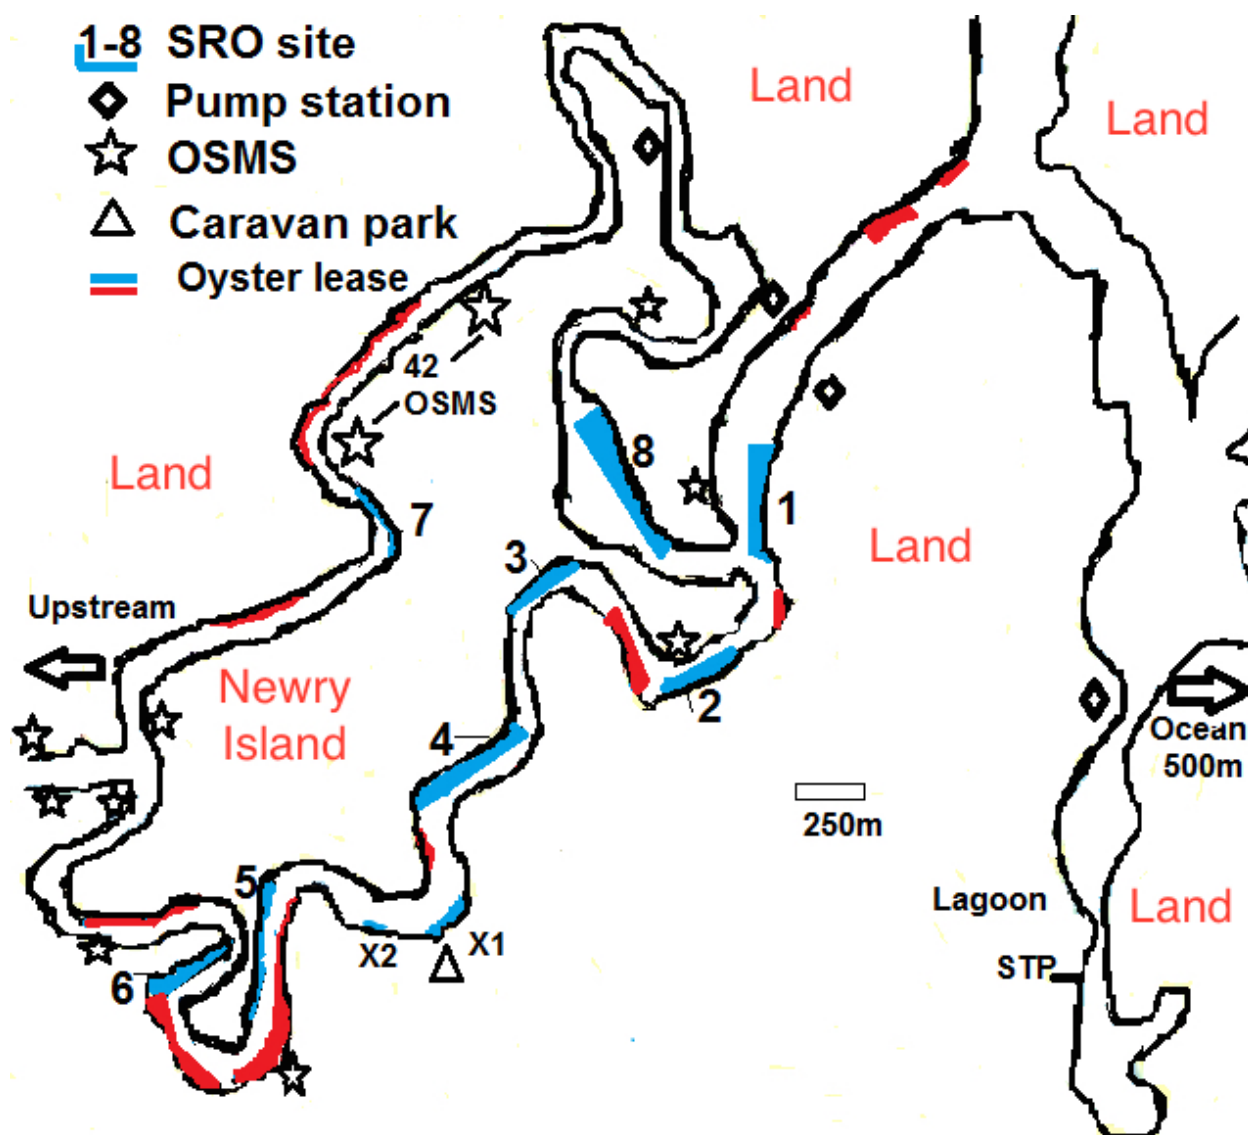 1-8 SRO site
Pump station
OSMS
Caravan park
Oyster lease
Land
Land
42
OSMS
Land
8
7
1
Land
3
Upstream
Newry
Island
2
4
Ocean
500m
250m
5
Lagoon
Land
X2
X1
STP
6